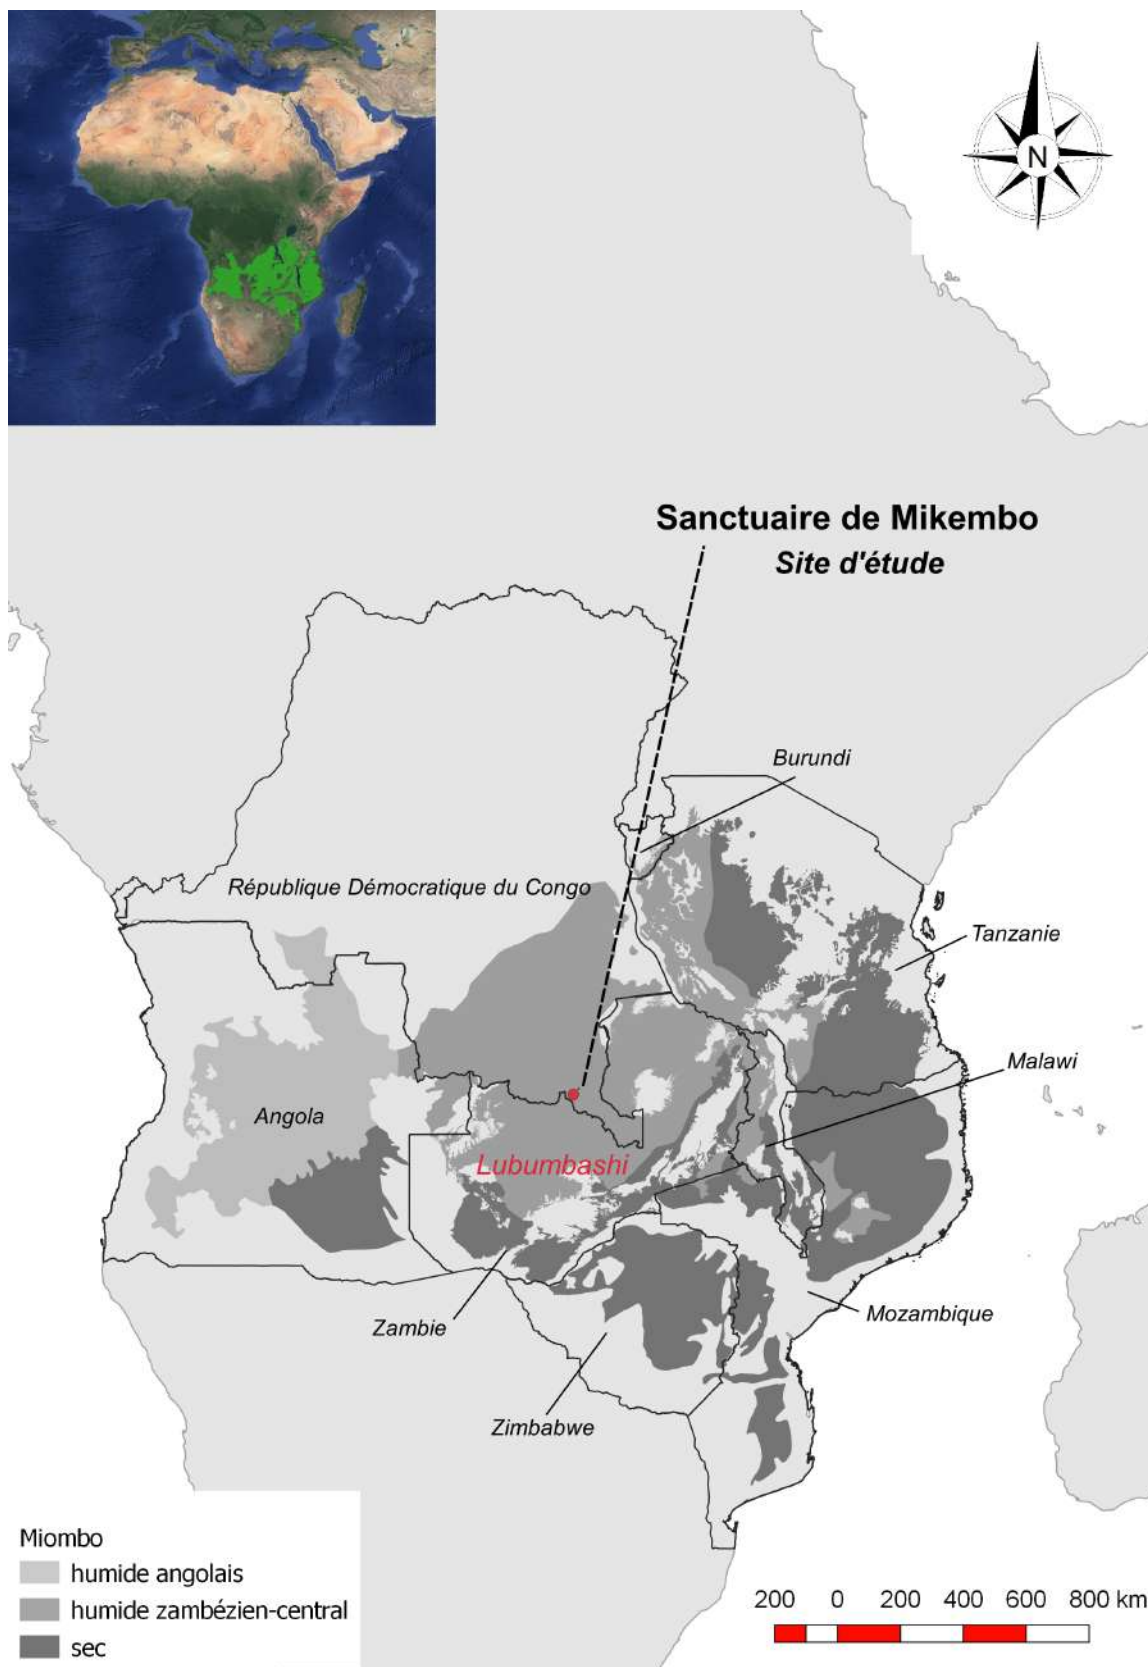 N
Sanctuaire de Mikembo
Site d'étude
Burundi
République Démocratique du Congo
Tanzanie
Malawi
Angola
Lubumbashi
Mozambique
Zambie
Zimbabwe
Miombo
humide angolais
humide zambézien-central
sec
200 0 200 400 600 800 km